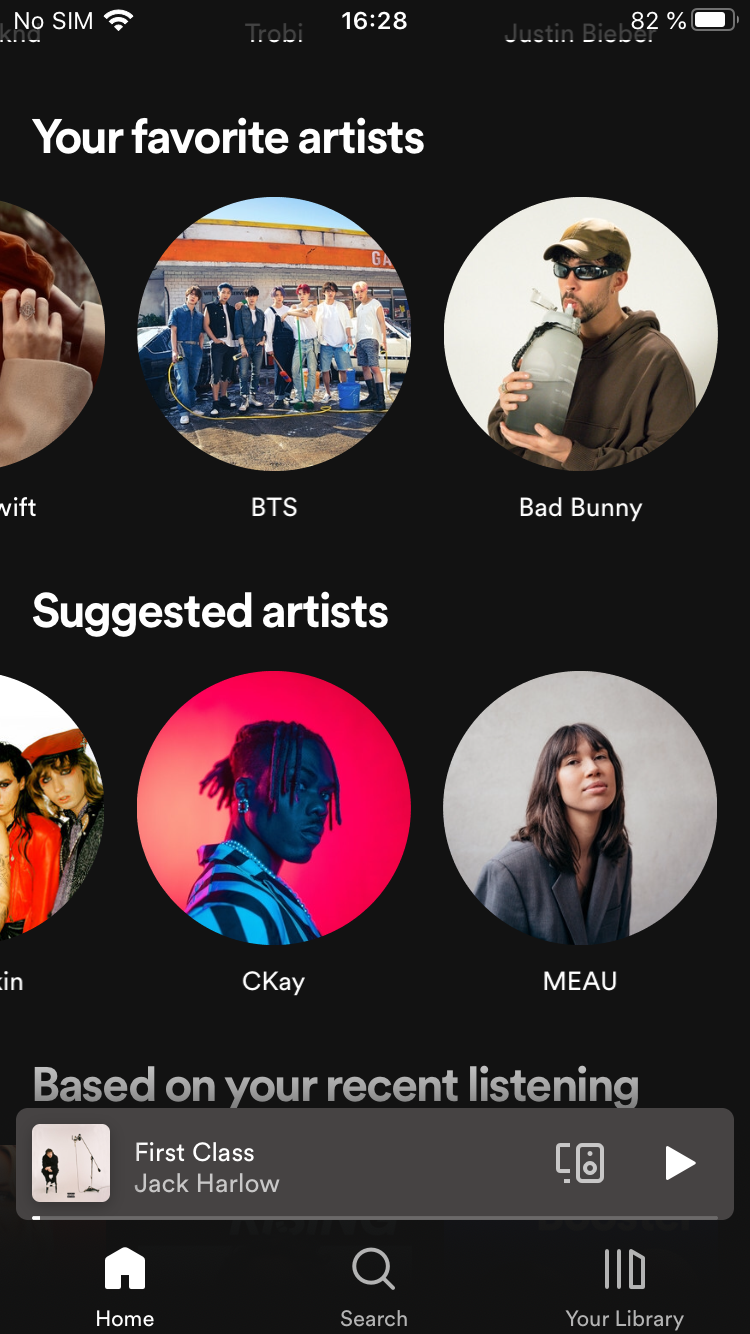 No SIM 16:28 82 %
Trobi Justin Bieber
Your favorite artists
GA
wift BTS Bad Bunny
Suggested artists
kin CKay MEAU
Based on your recent listening
First Class
Jack Harlow
Home Search Your Library